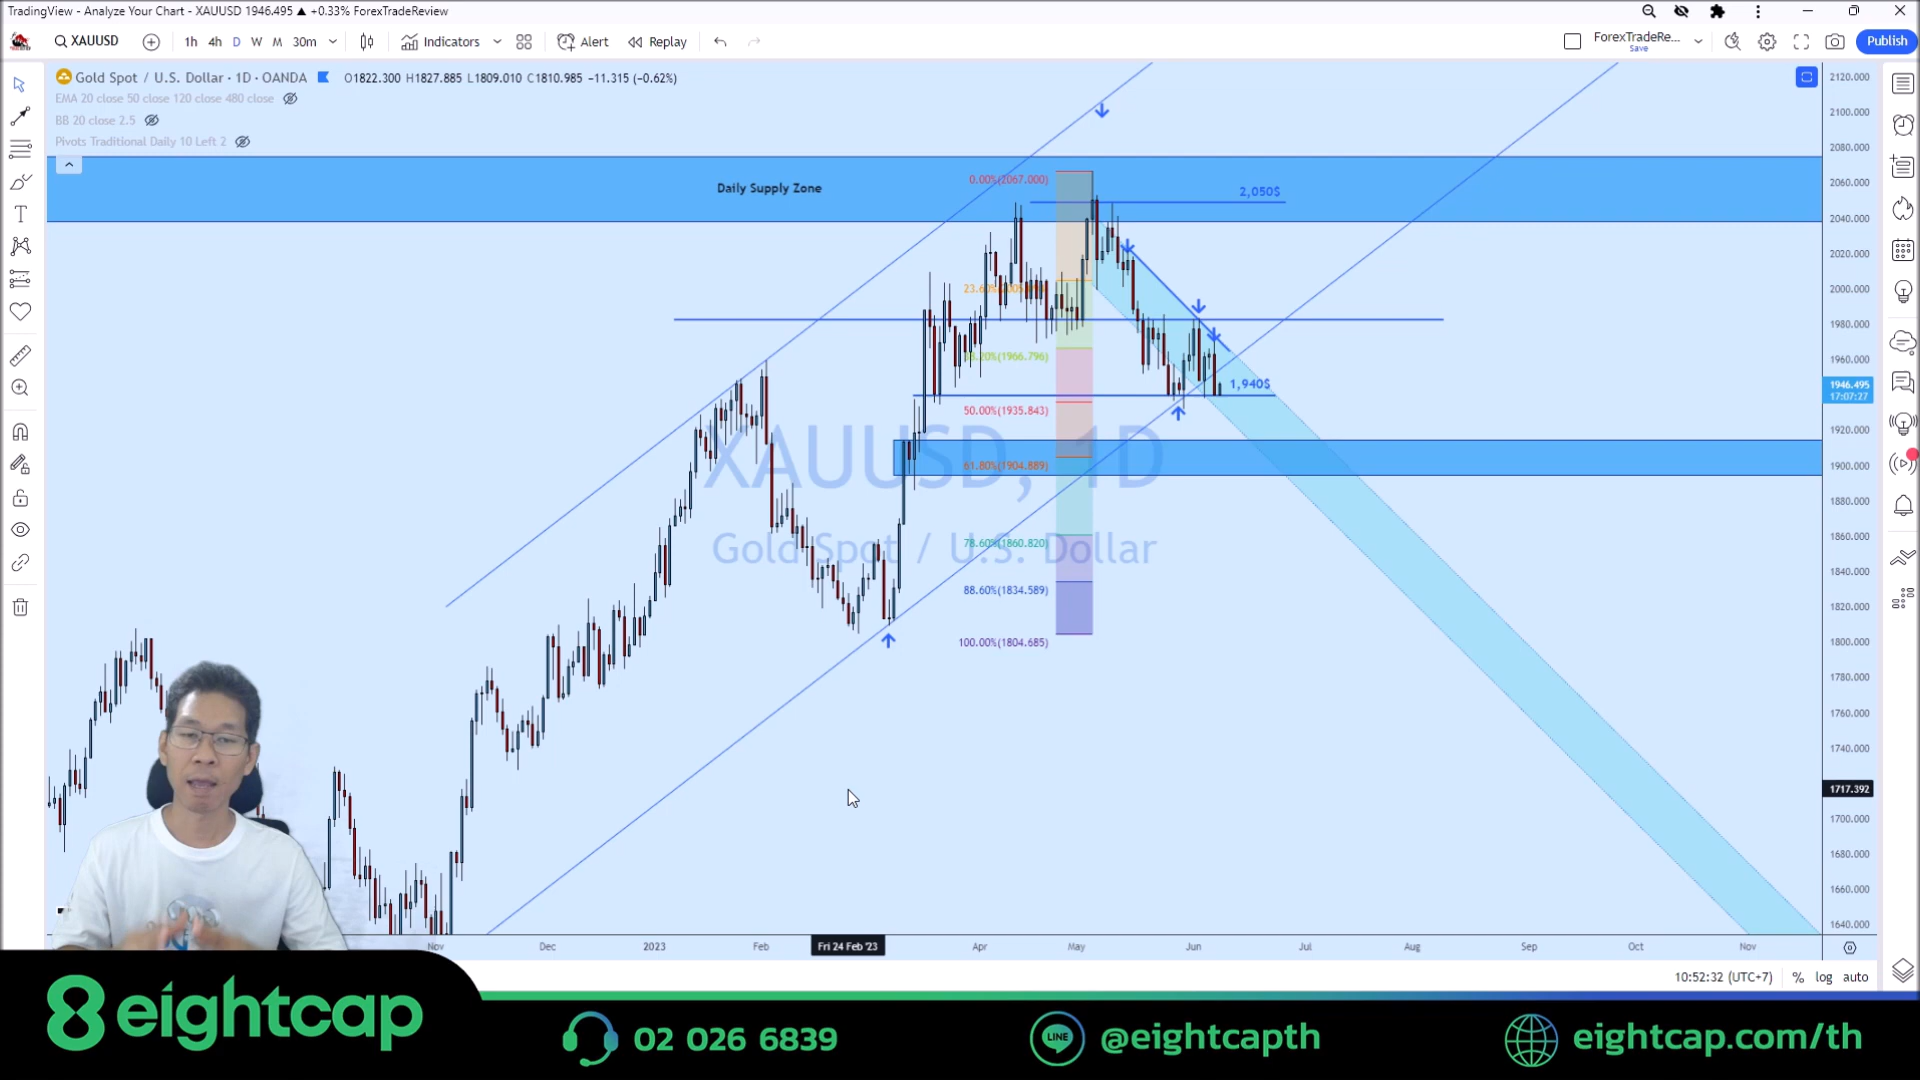 TradingView - Analyze Your Chart - XAUUSD 1946.495 ▲ +0.33% ForexTradeReview
XAUUSD
1h 4h D W M 30m
Indicators
Alert
Replay
ForexTradeRe...
Save
Publish
Gold Spot / U.S. Dollar · 1D · OANDA
O1822.300 H1827.885 L1809.010 C1810.985 −11.315 (−0.62%)
EMA 20 close 50 close 120 close 480 close
BB 20 close 2.5
Pivots Traditional Daily 10 Left 2
Daily Supply Zone
0.00%(2067.000)
2,050$
38.20%(1966.796)
1,940$
50.00%(1935.843)
61.80%(1904.889)
78.60%(1860.820)
88.60%(1834.589)
100.00%(1804.685)
XAUUSD, 1D
Gold Spot / U.S. Dollar
2120.000
2100.000
2080.000
2060.000
2040.000
2020.000
2000.000
1980.000
1960.000
1946.495
17:07:27
1920.000
1900.000
1880.000
1860.000
1840.000
1820.000
1800.000
1780.000
1760.000
1740.000
1717.392
1700.000
1680.000
1660.000
1640.000
Nov Dec 2023 Feb Fri 24 Feb '23 Apr May Jun Jul Aug Sep Oct Nov
10:52:32 (UTC+7) % log auto
8 eightcap
02 026 6839
LINE
@eightcapth
eightcap.com/th